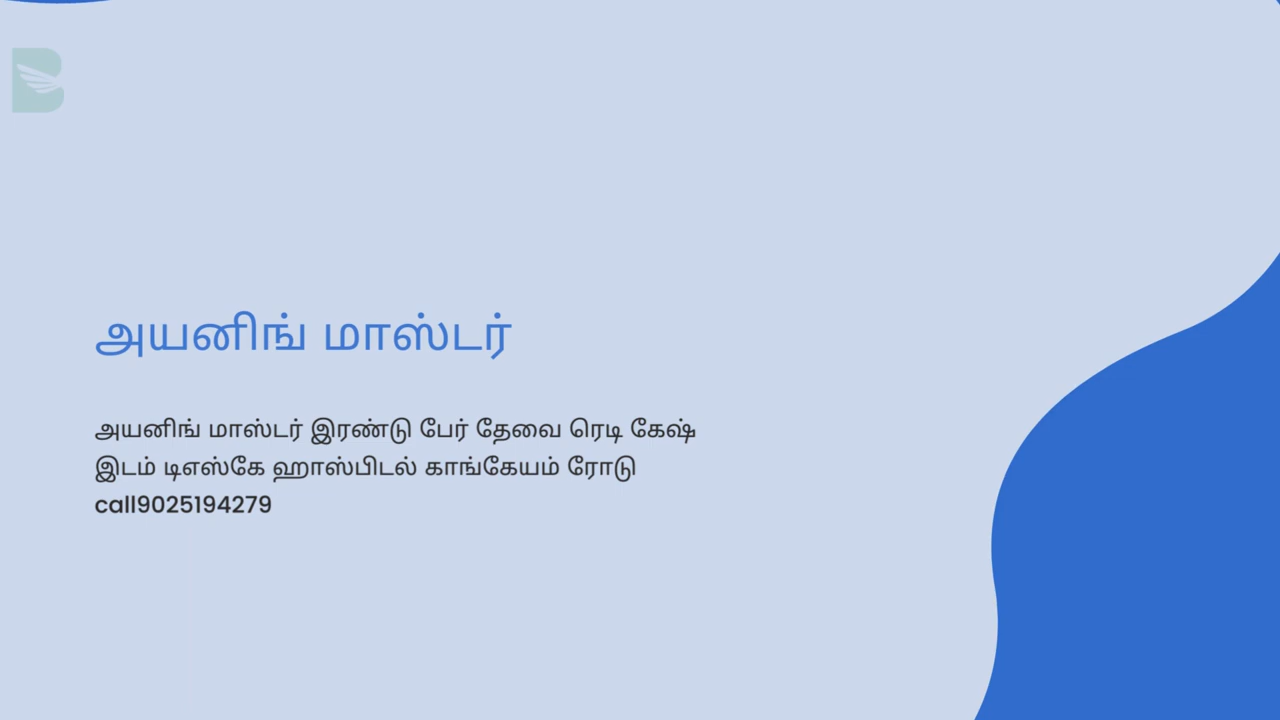 அயனிங் மாஸ்டர்
அயனிங் மாஸ்டர் இரண்டு பேர் தேவை ரெடி கேஷ்
இடம் டிஎஸ்கே ஹாஸ்பிடல் காங்கேயம் ரோடு
call9025194279